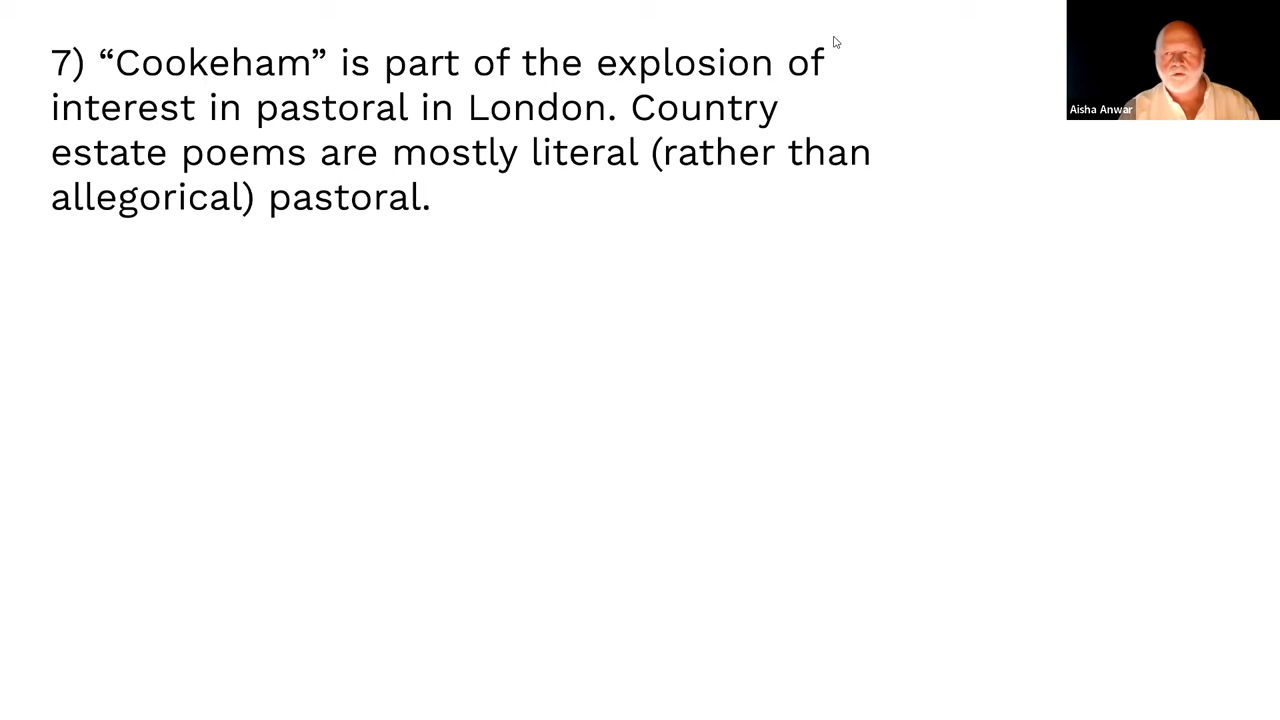 7) “Cookeham” is part of the explosion of
interest in pastoral in London. Country
estate poems are mostly literal (rather than
allegorical) pastoral.
Aisha Anwar